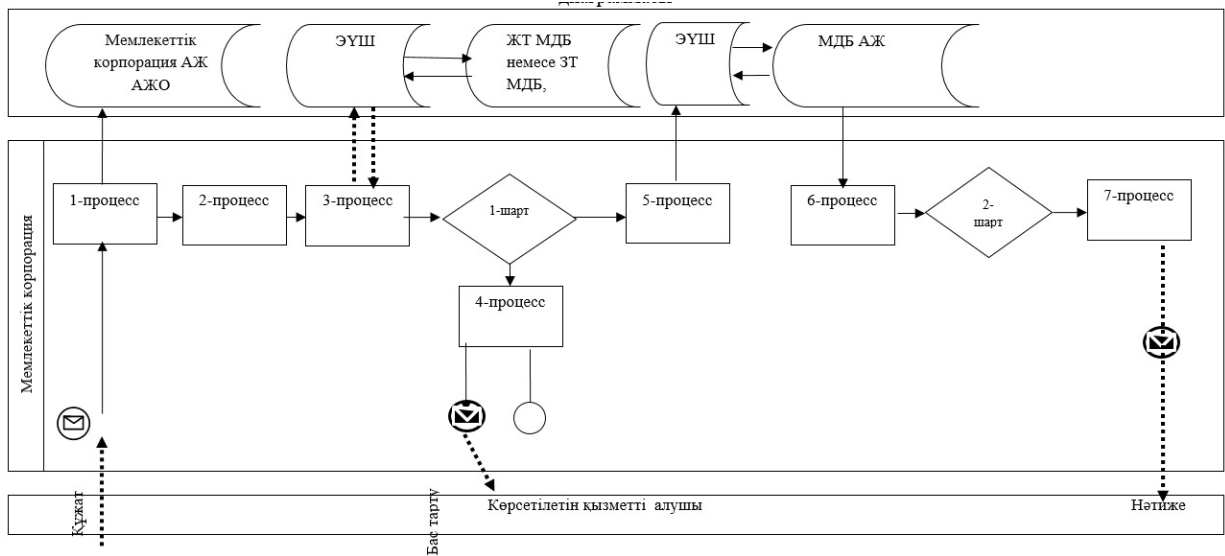 Мемлекеттік
корпорация АЖ
АЖО
ЭҮШ
ЖТ МДБ
немесе ЗТ
МДБ,
ЭҮШ
МДБ АЖ
Мемлекеттік корпорация
1-процесс
2-процесс
3-процесс
1-шарт
5-процесс
6-процесс
2-
шарт
7-процесс
4-процесс
Құжат
Бас тарту
Көрсетілетін қызметті алушы
Нәтиже